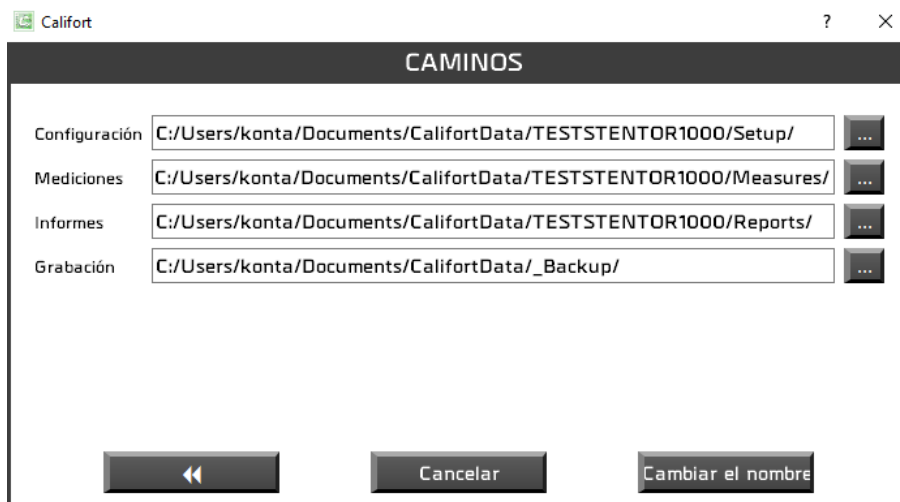 Califort
?
CAMINOS
Configuración C:/Users/konta/Documents/CalifortData/TESTSTENTOR1000/Setup/ ...
Mediciones C:/Users/konta/Documents/CalifortData/TESTSTENTOR1000/Measures/ ...
Informes C:/Users/konta/Documents/CalifortData/TESTSTENTOR1000/Reports/ ...
Grabación C:/Users/konta/Documents/CalifortData/_Backup/ ...
Cancelar Cambiar el nombre